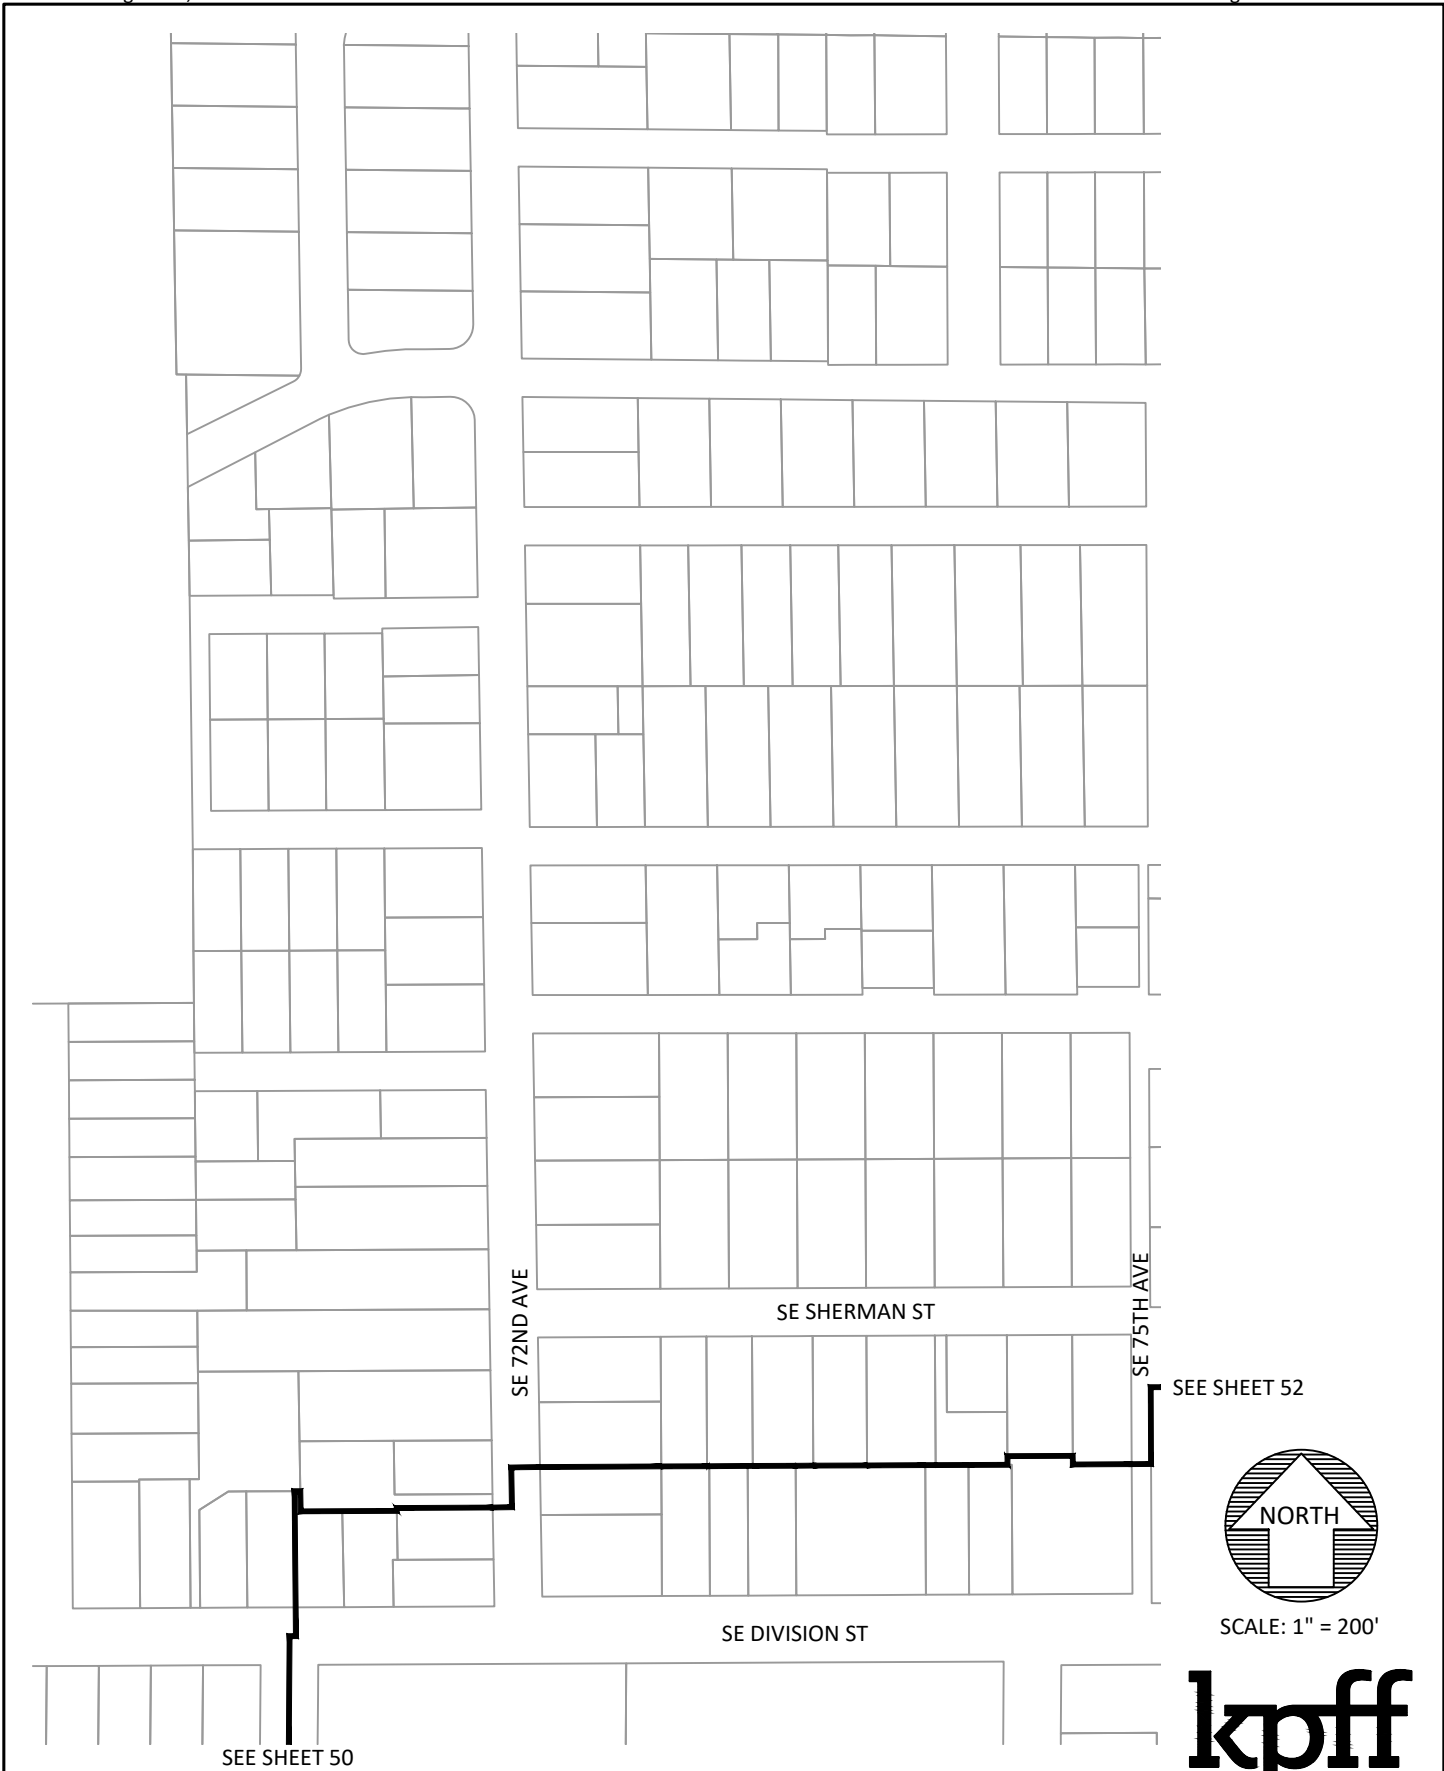 SE 72ND AVE
SE SHERMAN ST
SE 75TH AVE
SEE SHEET 52
NORTH
SCALE: 1" = 200'
SE DIVISION ST
kpff
SEE SHEET 50